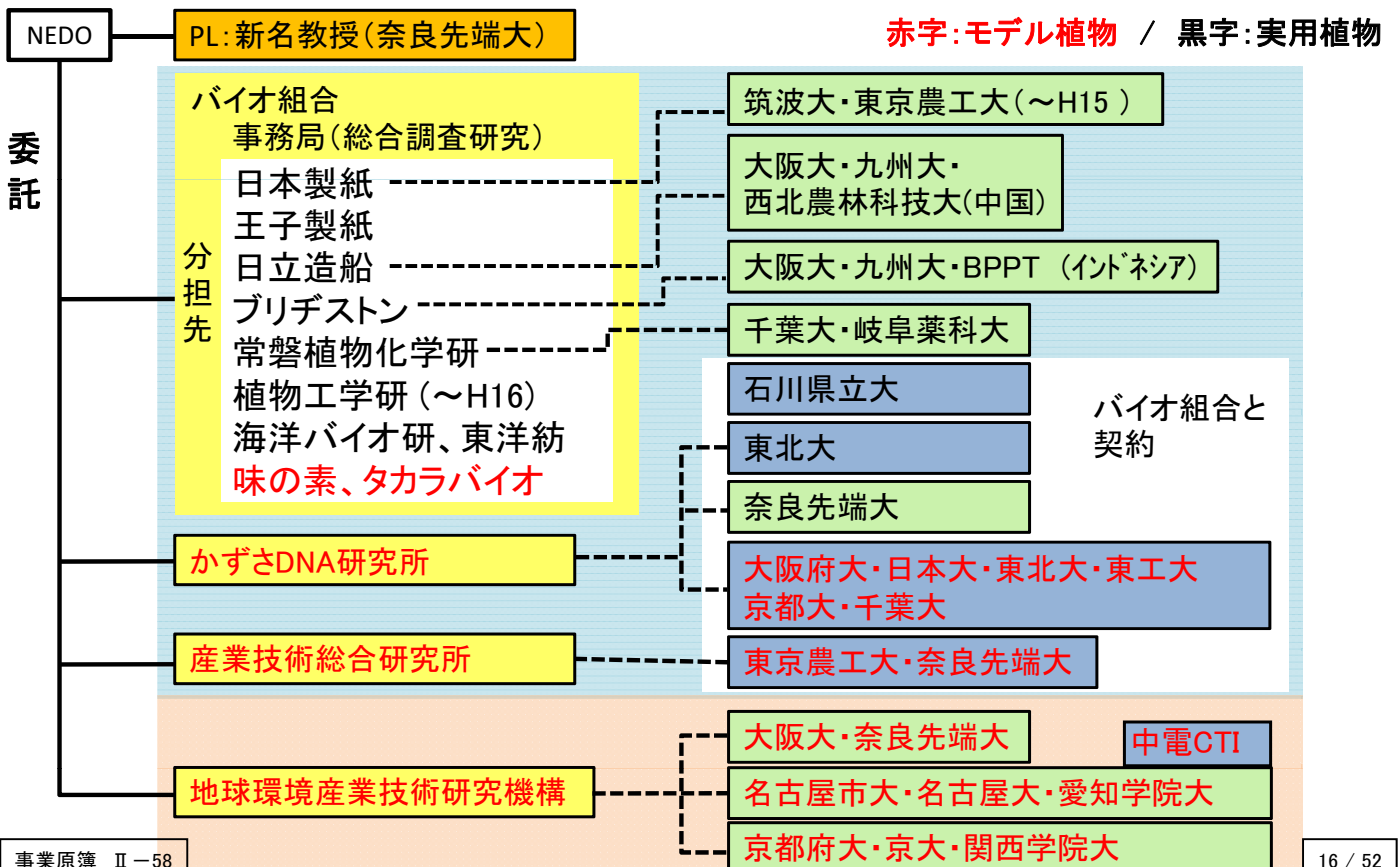 NEDO
PL:新名教授(奈良先端大)
赤字:モデル植物 / 黒字:実用植物
委託
バイオ組合
事務局(総合調査研究)
分担先
日本製紙
王子製紙
日立造船
ブリヂストン
常磐植物化学研
植物工学研 (~H16)
海洋バイオ研、東洋紡
味の素、タカラバイオ
筑波大・東京農工大(~H15 )
大阪大・九州大・
西北農林科技大(中国)
大阪大・九州大・BPPT (インドネシア)
千葉大・岐阜薬科大
石川県立大
東北大
奈良先端大
バイオ組合と
契約
かずさDNA研究所
大阪府大・日本大・東北大・東工大
京都大・千葉大
産業技術総合研究所
東京農工大・奈良先端大
地球環境産業技術研究機構
大阪大・奈良先端大
中電CTI
名古屋市大・名古屋大・愛知学院大
京都府大・京大・関西学院大
事業原簿 Ⅱ-58
16 / 52